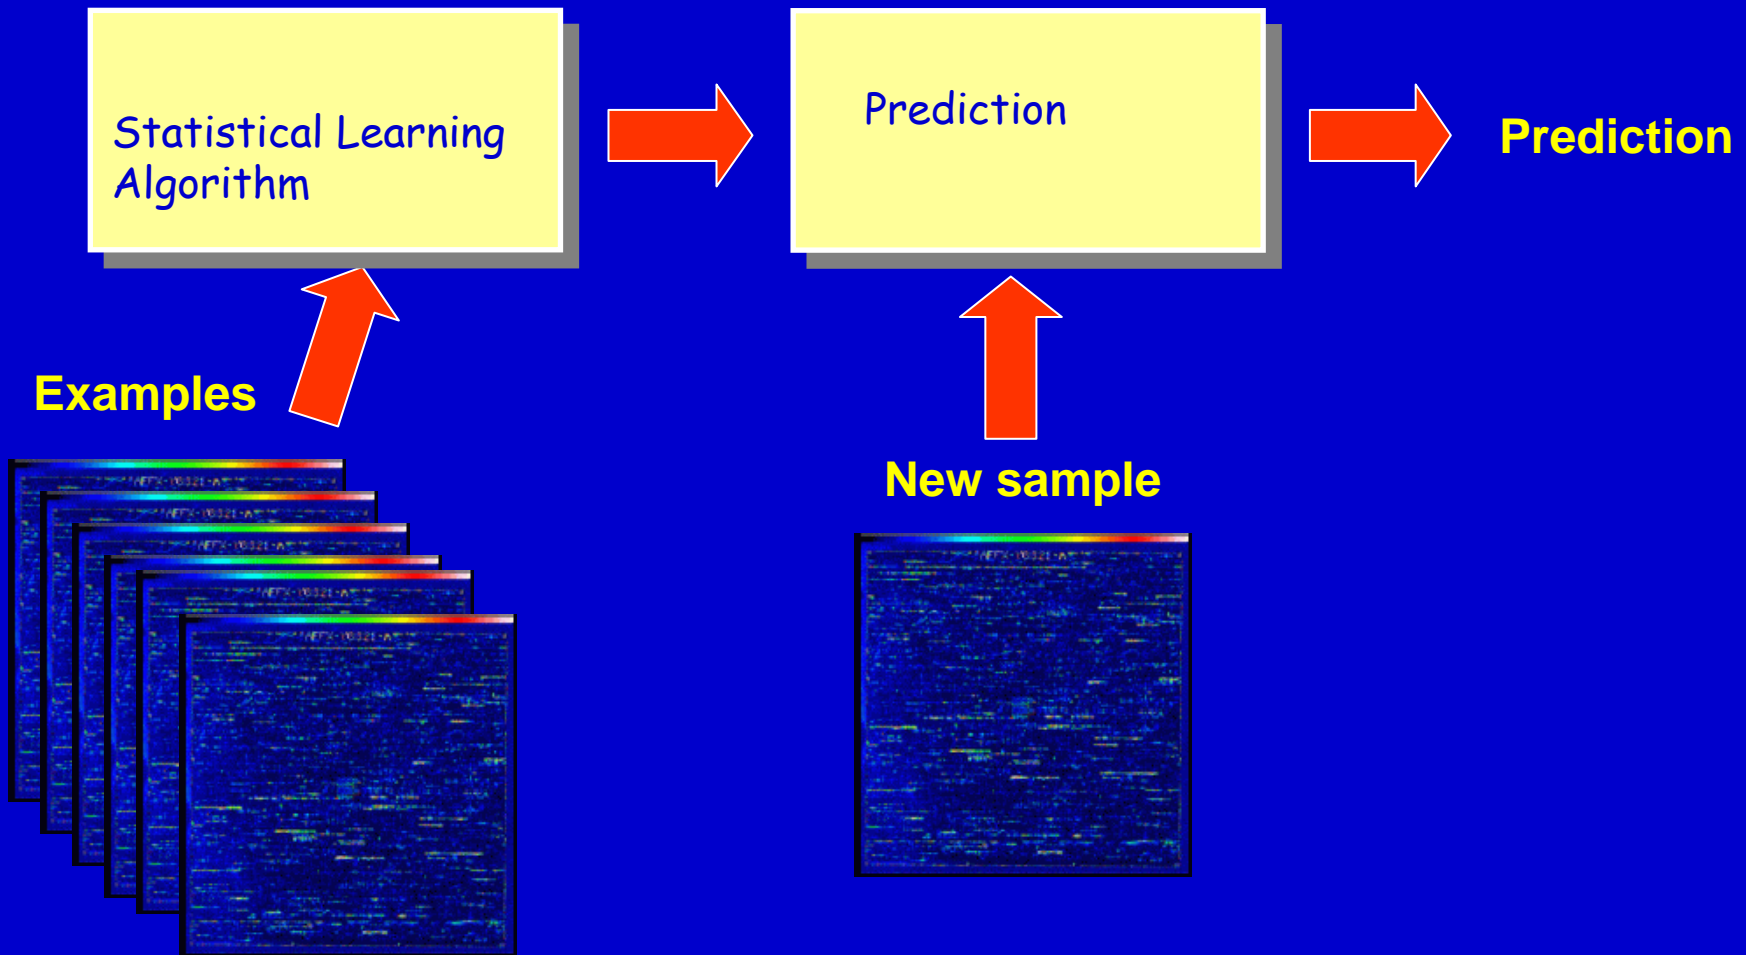 Statistical Learning
Algorithm
Prediction
Prediction
Examples
New sample